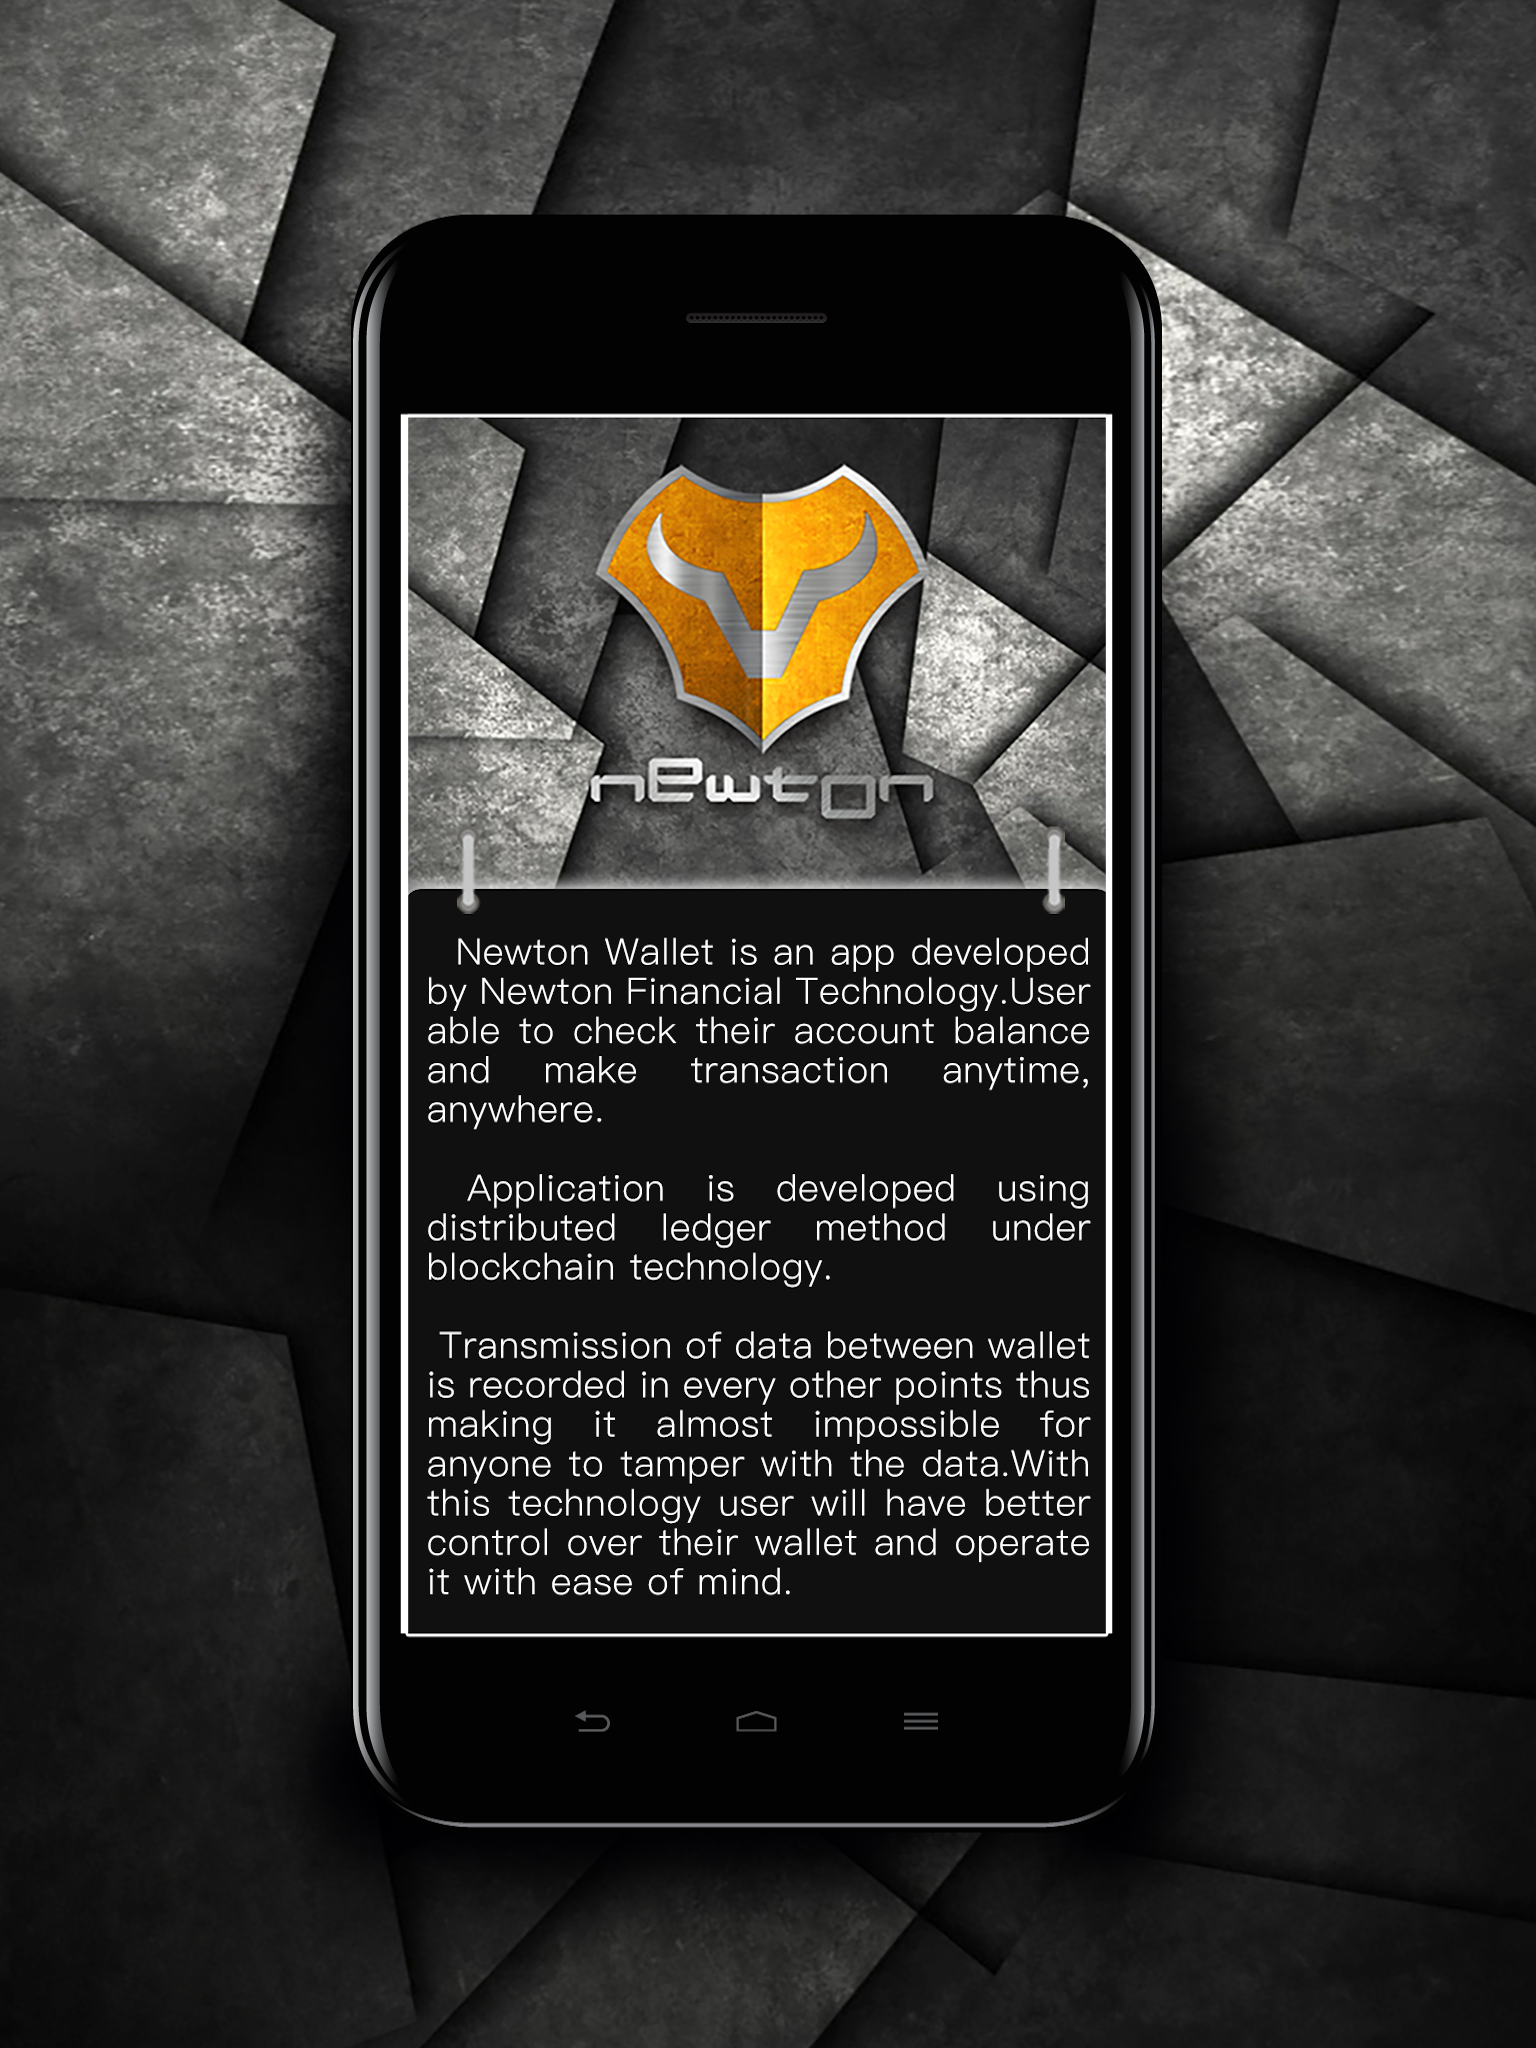 newton
Newton Wallet is an app developed
by Newton Financial Technology.User
able to check their account balance
and make transaction anytime,
anywhere.
Application is developed using
distributed ledger method under
blockchain technology.
Transmission of data between wallet
is recorded in every other points thus
making it almost impossible for
anyone to tamper with the data.With
this technology user will have better
control over their wallet and operate
it with ease of mind.